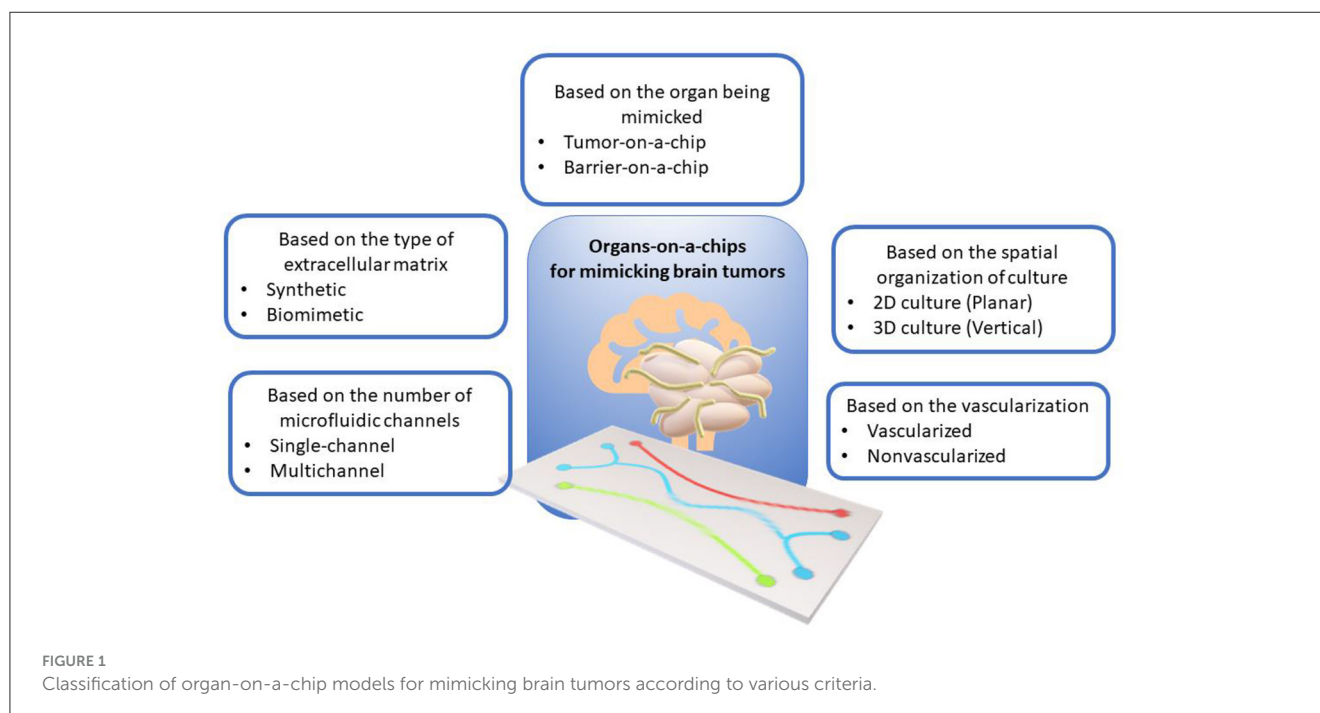 Based on the organ being
mimicked
• Tumor-on-a-chip
• Barrier-on-a-chip
Based on the type of
extracellular matrix
• Synthetic
• Biomimetic
Organs-on-a-chips
for mimicking brain tumors
Based on the spatial
organization of culture
• 2D culture (Planar)
• 3D culture (Vertical)
Based on the number of
microfluidic channels
• Single-channel
• Multichannel
Based on the vascularization
• Vascularized
• Nonvascularized
FIGURE 1
Classification of organ-on-a-chip models for mimicking brain tumors according to various criteria.